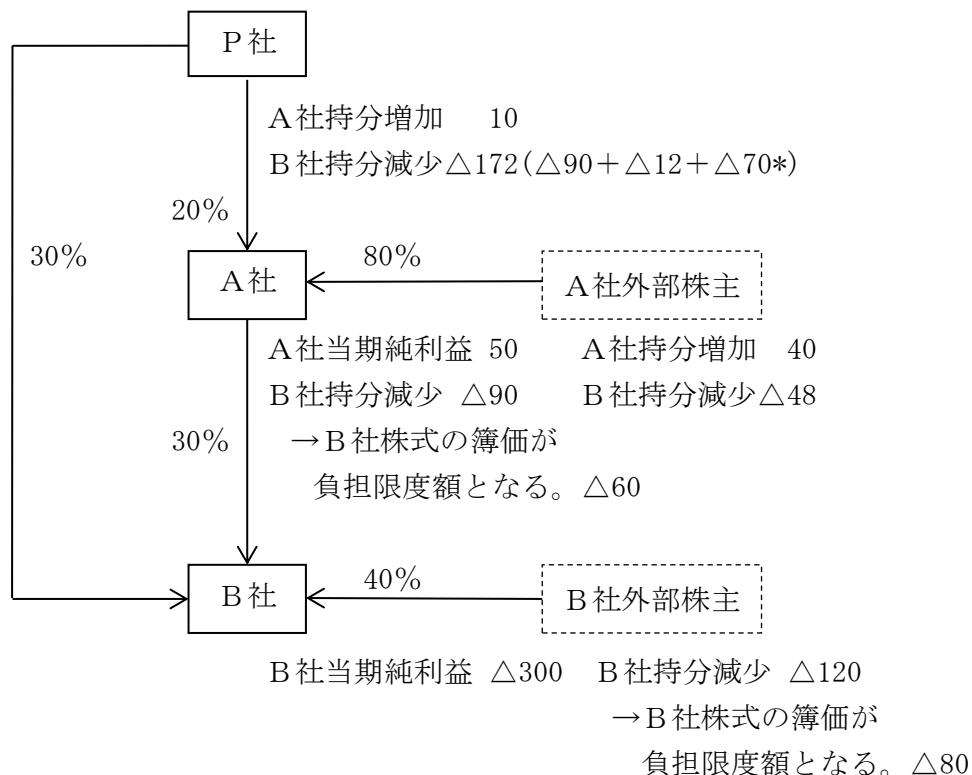 P社
A社持分増加　 10
B社持分減少△172(△90＋△12＋△70*)
20％
30％
80％
A社
A社外部株主
A社当期純利益 50
A社持分増加　40
B社持分減少 △90
B社持分減少△48
30％
→B社株式の簿価が
負担限度額となる。△60
40％
B社
B社外部株主
B社当期純利益 △300
B社持分減少 △120
→B社株式の簿価が
負担限度額となる。△80